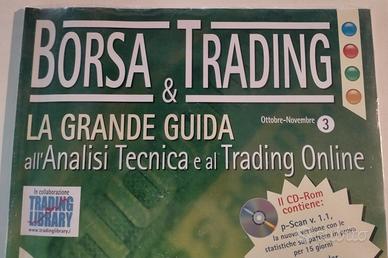 BORSA & TRADING
Ottobre-Novembre 3
LA GRANDE GUIDA
all'Analisi Tecnica e al Trading Online
In collaborazione
TRADING
LIBRARY
www.tradinglibrary.it
Il CD-Rom
contiene:
p-Scan v. 1.1,
la nuova versione con le
statistiche sul pattern in prova
per 15 giorni